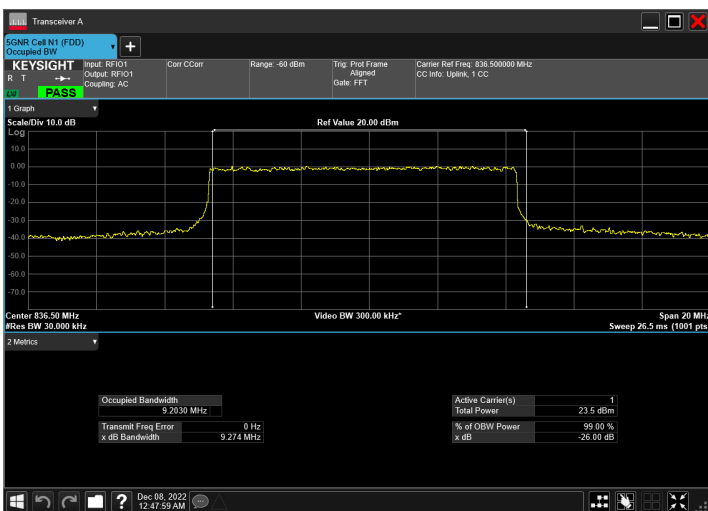 Transceiver A
5GNR Cell N1 (FDD)
Occupied BW
KEYSIGHT
R T
LXI
PASS
Input: RFIO1
Output: RFIO1
Coupling: AC
Corr CCorr
Range: -60 dBm
Trig: Prot Frame
Aligned
Gate: FFT
Carrier Ref Freq: 836.500000 MHz
CC Info: Uplink, 1 CC
1 Graph
Scale/Div 10.0 dB
Ref Value 20.00 dBm
Log
10.0
0.00
-10.0
-20.0
-30.0
-40.0
-50.0
-60.0
-70.0
Center 836.50 MHz
Video BW 300.00 kHz*
Span 20 MHz
#Res BW 30.000 kHz
Sweep 26.5 ms (1001 pts
2 Metrics
Occupied Bandwidth
9.2030 MHz
Transmit Freq Error 0 Hz
x dB Bandwidth 9.274 MHz
Active Carrier(s) 1
Total Power 23.5 dBm
% of OBW Power 99.00 %
x dB -26.00 dB
?
Dec 08, 2022
12:47:59 AM